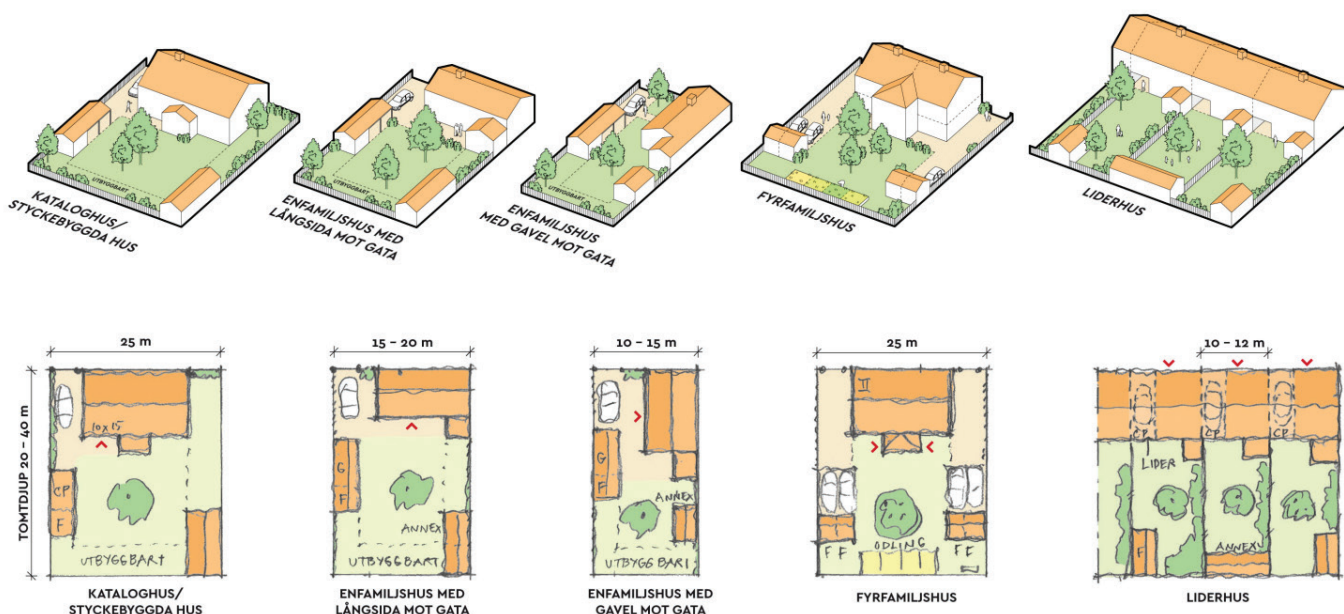 UTBYGGBART
KATALOGHUS/
STYCKEBYGGDA HUS
UTBYGGBART
ENFAMILJSHUS MED
LÅNGSIDA MOT GATA
UTBYGGBART
ENFAMILJSHUS
MED GAVEL MOT GATA
FYRFAMILJSHUS
LIDERHUS
25 m
15 – 20 m
10 – 15 m
25 m
10 – 12 m
TOMTDJUP 20 – 40 m
10x15
CP
F
UTBYGGBART
G
F
ANNEX
UTBYGGBART
G
F
ANNEX
UTBYGGBART
II
F F
ODLING
F F
CP
CP
CP
LIDER
F
ANNEX
KATALOGHUS/
STYCKEBYGGDA HUS
ENFAMILJSHUS MED
LÅNGSIDA MOT GATA
ENFAMILJSHUS MED
GAVEL MOT GATA
FYRFAMILJSHUS
LIDERHUS